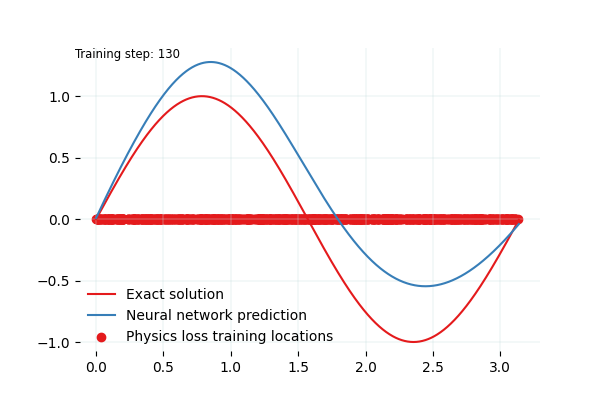 Training step: 130
1.0
0.5
0.0
−0.5
−1.0
Exact solution
Neural network prediction
Physics loss training locations
0.0 0.5 1.0 1.5 2.0 2.5 3.0